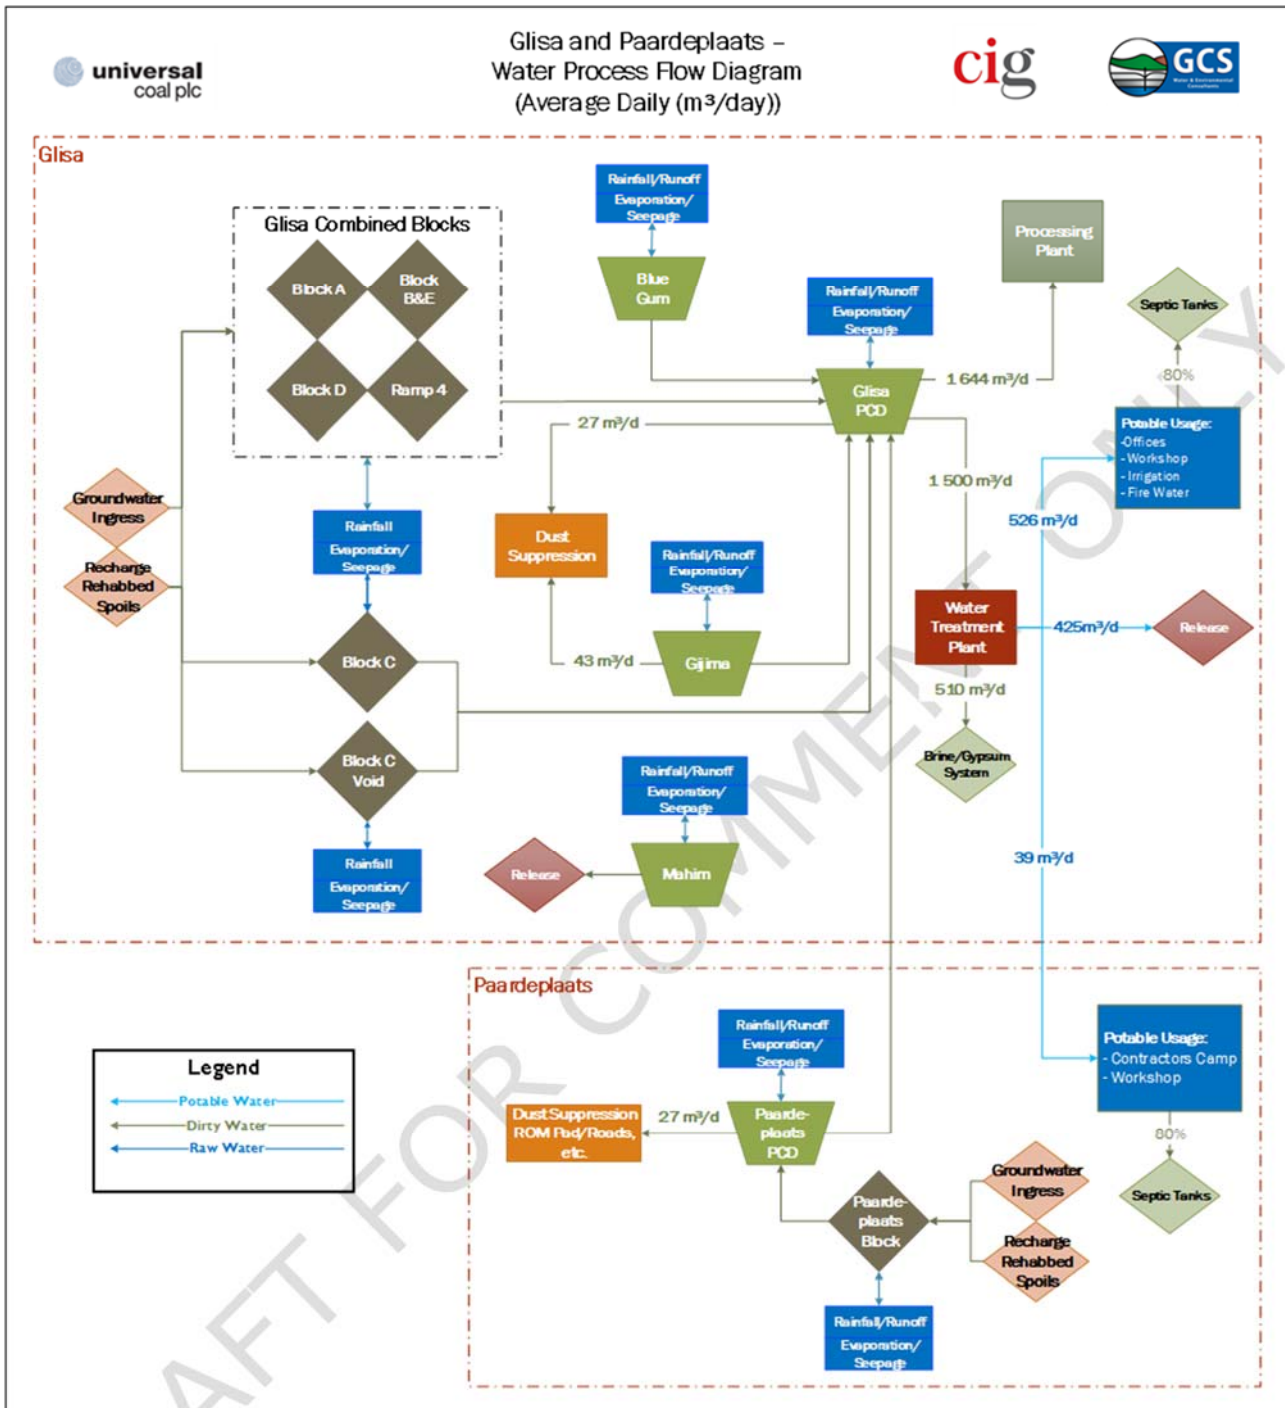 universal
coal plc
Glisa and Paardeplaats –
Water Process Flow Diagram
(Average Daily (m³/day))
cig
GCS
Water & Environmental
Consultants
Glisa
Glisa Combined Blocks
Block A
Block
B&E
Block D
Ramp 4
Rainfall/Runoff
Evaporation/
Seepage
Blue
Gum
Rainfall/Runoff
Evaporation/
Seepage
Glisa
PCD
Processing
Plant
1 644 m³/d
Septic Tanks
80%
Potable Usage:
-Offices
- Workshop
- Irrigation
- Fire Water
27 m³/d
1 500 m³/d
526 m³/d
Groundwater
Ingress
Recharge
Rehabbed
Spoils
Rainfall
Evaporation/
Seepage
Dust
Suppression
Rainfall/Runoff
Evaporation/
Seepage
Water
Treatment
Plant
425m³/d
Release
Block C
43 m³/d
Gijima
510 m³/d
Brine/Gypsum
System
Block C
Void
Rainfall/Runoff
Evaporation/
Seepage
Rainfall
Evaporation/
Seepage
Release
Mahim
39 m³/d
Paardeplaats
Rainfall/Runoff
Evaporation/
Seepage
Potable Usage:
- Contractors Camp
- Workshop
Dust Suppression
ROM Pad/Roads,
etc.
27 m³/d
Paarde-
plaats
PCD
80%
Septic Tanks
Groundwater
Ingress
Paarde-
plaats
Block
Recharge
Rehabbed
Spoils
Rainfall/Runoff
Evaporation/
Seepage
Legend
Potable Water
Dirty Water
Raw Water
AFT FOR COMMENT ONLY